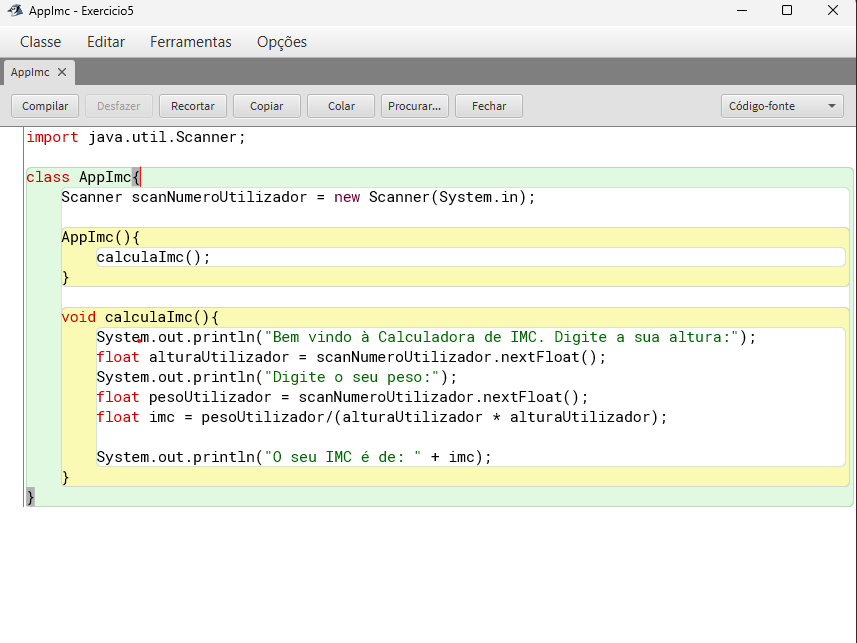 AppImc - Exercicio5
Classe Editar Ferramentas Opções
AppImc
Compilar Desfazer Recortar Copiar Colar Procurar... Fechar Código-fonte
import java.util.Scanner;
class AppImc{
Scanner scanNumeroUtilizador = new Scanner(System.in);
AppImc(){
calculaImc();
}
void calculaImc(){
System.out.println("Bem vindo à Calculadora de IMC. Digite a sua altura:");
float alturaUtilizador = scanNumeroUtilizador.nextFloat();
System.out.println("Digite o seu peso:");
float pesoUtilizador = scanNumeroUtilizador.nextFloat();
float imc = pesoUtilizador/(alturaUtilizador * alturaUtilizador);
System.out.println("O seu IMC é de: " + imc);
}
}